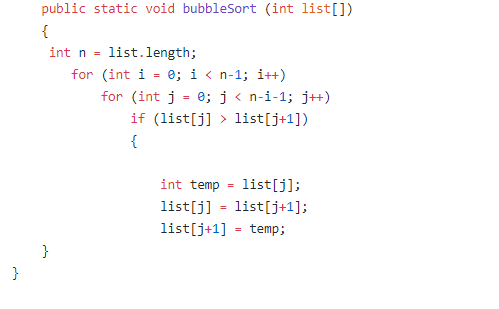 public static void bubbleSort (int list[])
{
int n = list.length;
for (int i = 0; i < n-1; i++)
for (int j = 0; j < n-i-1; j++)
if (list[j] > list[j+1])
{
int temp = list[j];
list[j] = list[j+1];
list[j+1] = temp;
}
}